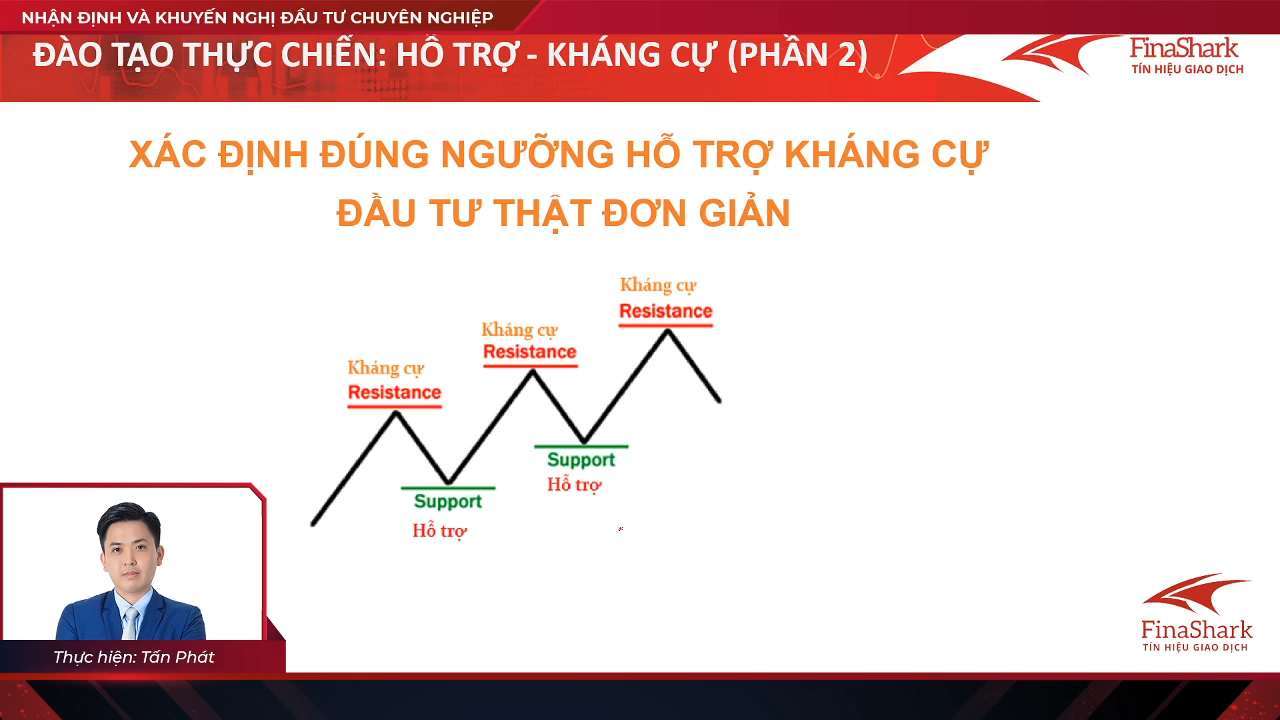 NHẬN ĐỊNH VÀ KHUYẾN NGHỊ ĐẦU TƯ CHUYÊN NGHIỆP
ĐÀO TẠO THỰC CHIẾN: HỖ TRỢ - KHÁNG CỰ (PHẦN 2)
FinaShark
TÍN HIỆU GIAO DỊCH
XÁC ĐỊNH ĐÚNG NGƯỠNG HỖ TRỢ KHÁNG CỰ
ĐẦU TƯ THẬT ĐƠN GIẢN
Kháng cự
Resistance
Kháng cự
Resistance
Kháng cự
Resistance
Support
Hỗ trợ
Support
Hỗ trợ
Thực hiện: Tấn Phát
FinaShark
TÍN HIỆU GIAO DỊCH